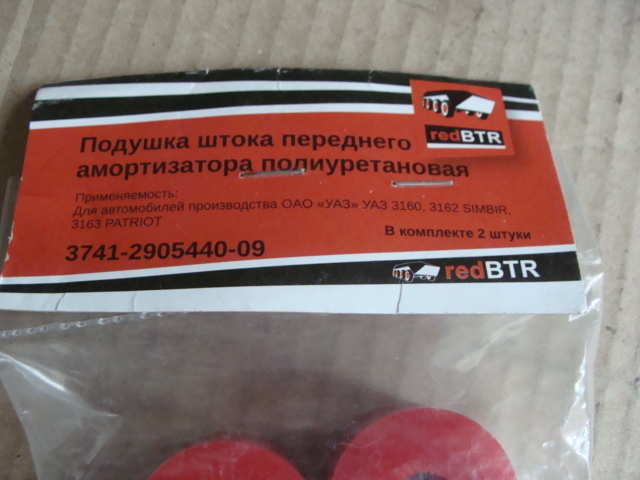 redBTR
Подушка штока переднего
амортизатора полиуретановая
Применяемость:
Для автомобилей производства ОАО «УАЗ» УАЗ 3160, 3162 SIMBIR,
3163 PATRIOT
В комплекте 2 штуки
3741-2905440-09
redBTR